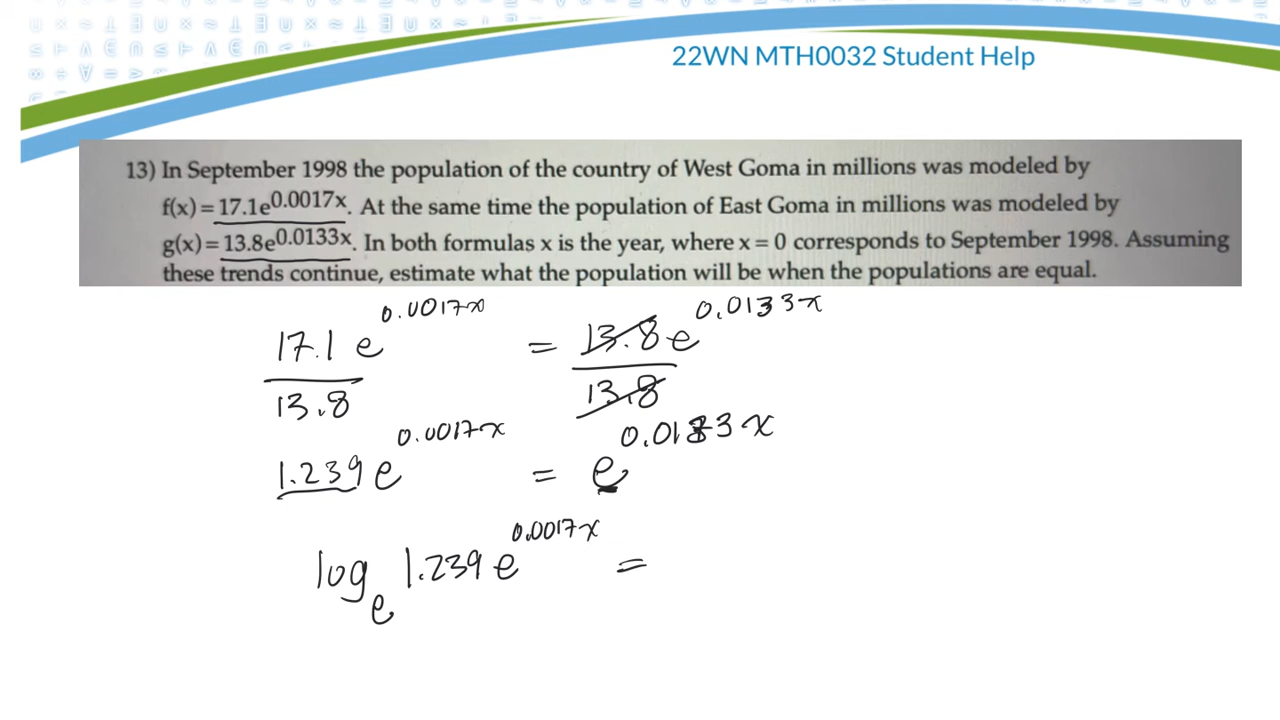 22WN MTH0032 Student Help
13) In September 1998 the population of the country of West Goma in millions was modeled by
f(x) = 17.1e^0.0017x. At the same time the population of East Goma in millions was modeled by
g(x) = 13.8e^0.0133x. In both formulas x is the year, where x = 0 corresponds to September 1998. Assuming
these trends continue, estimate what the population will be when the populations are equal.
17.1 e^0.0017x = 13.8 e^0.0133x
13.8 13.8
1.239 e^0.0017x = e^0.0133x
log_e 1.239 e^0.0017x =